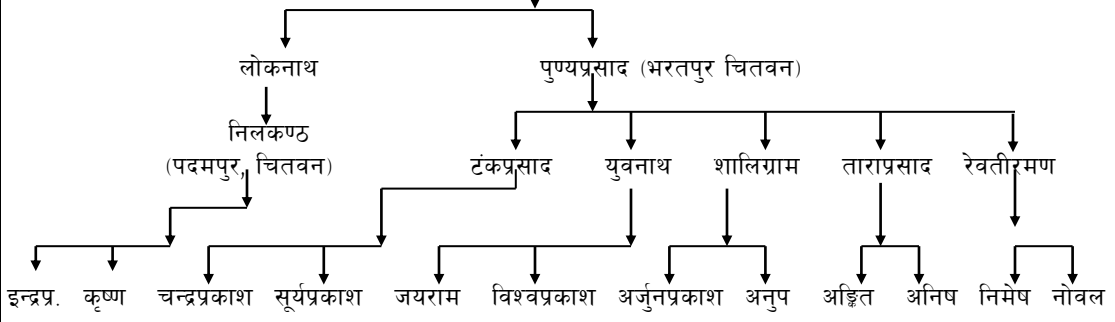 लोकनाथ पुण्यप्रसाद (भरतपुर चितवन)
निलकण्ठ
(पदमपुर, चितवन) टंकप्रसाद युवनाथ शालिग्राम ताराप्रसाद रेवतीरमण
इन्द्रप्र. कृष्ण चन्द्रप्रकाश सूर्यप्रकाश जयराम विश्वप्रकाश अर्जुनप्रकाश अनुप अङ्कित अनिष निमेष नोवल